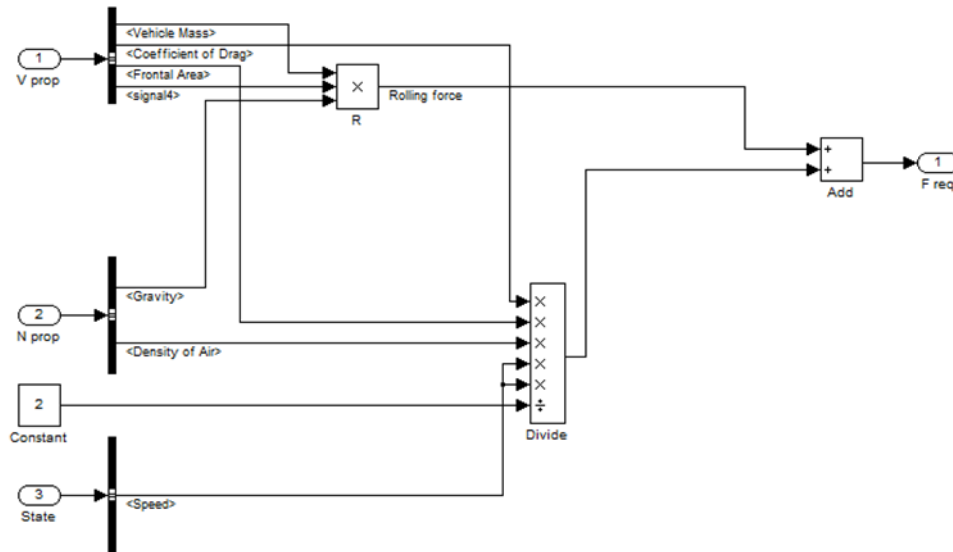 <Vehicle Mass>
1
V prop
<Coefficient of Drag>
<Frontal Area>
<signal4>
×
R
Rolling force
+
+
Add
1
F req
<Gravity>
2
N prop
<Density of Air>
×
×
×
×
×
÷
Divide
2
Constant
3
State
<Speed>